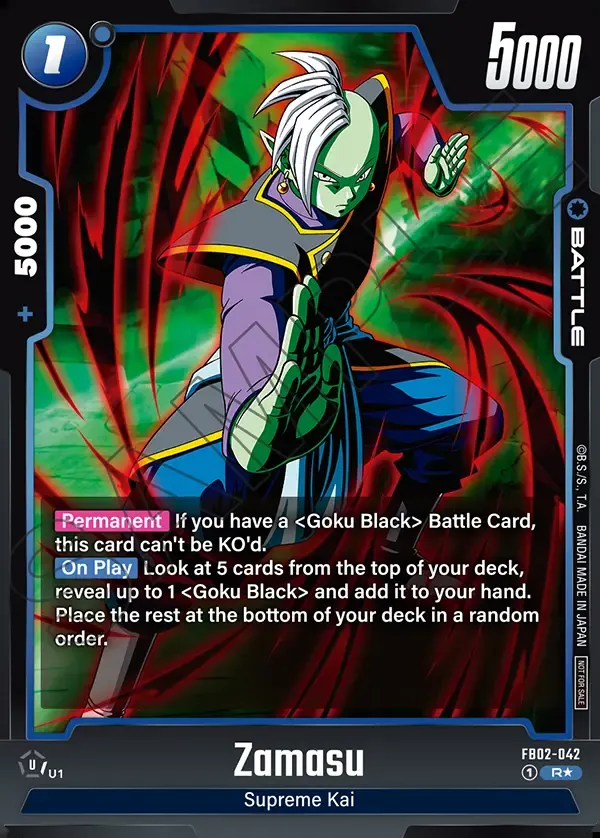 1
5000
+ 5000
BATTLE
Permanent If you have a <Goku Black> Battle Card,
this card can't be KO'd.
On Play Look at 5 cards from the top of your deck,
reveal up to 1 <Goku Black> and add it to your hand.
Place the rest at the bottom of your deck in a random
order.
©B.S./S., T.A. BANDAI MADE IN JAPAN
NOT FOR SALE
U/U1
Zamasu
FB02-042
1 R★
Supreme Kai